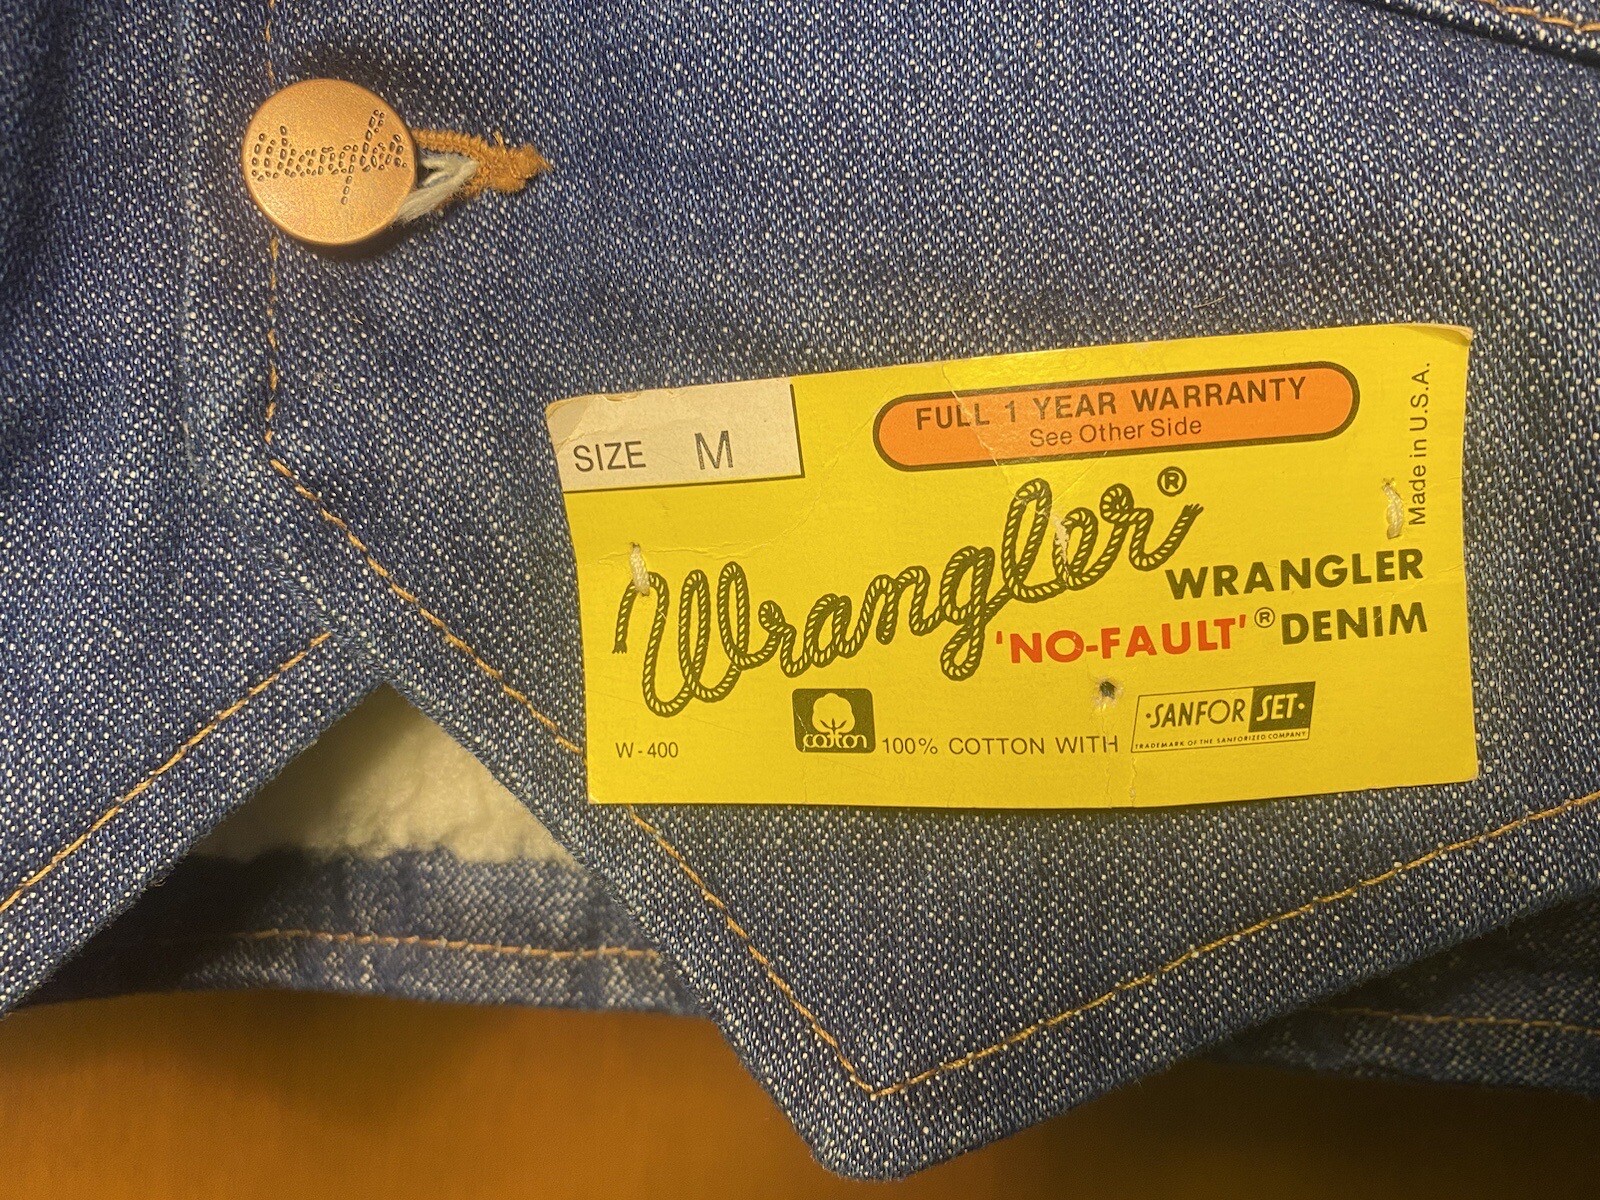 Wrangler
SIZE M
FULL 1 YEAR WARRANTY
See Other Side
Made in U.S.A.
Wrangler®
WRANGLER
'NO-FAULT'® DENIM
W-400
cotton
100% COTTON WITH
·SANFOR SET·
TRADEMARK OF THE SANFORIZED COMPANY